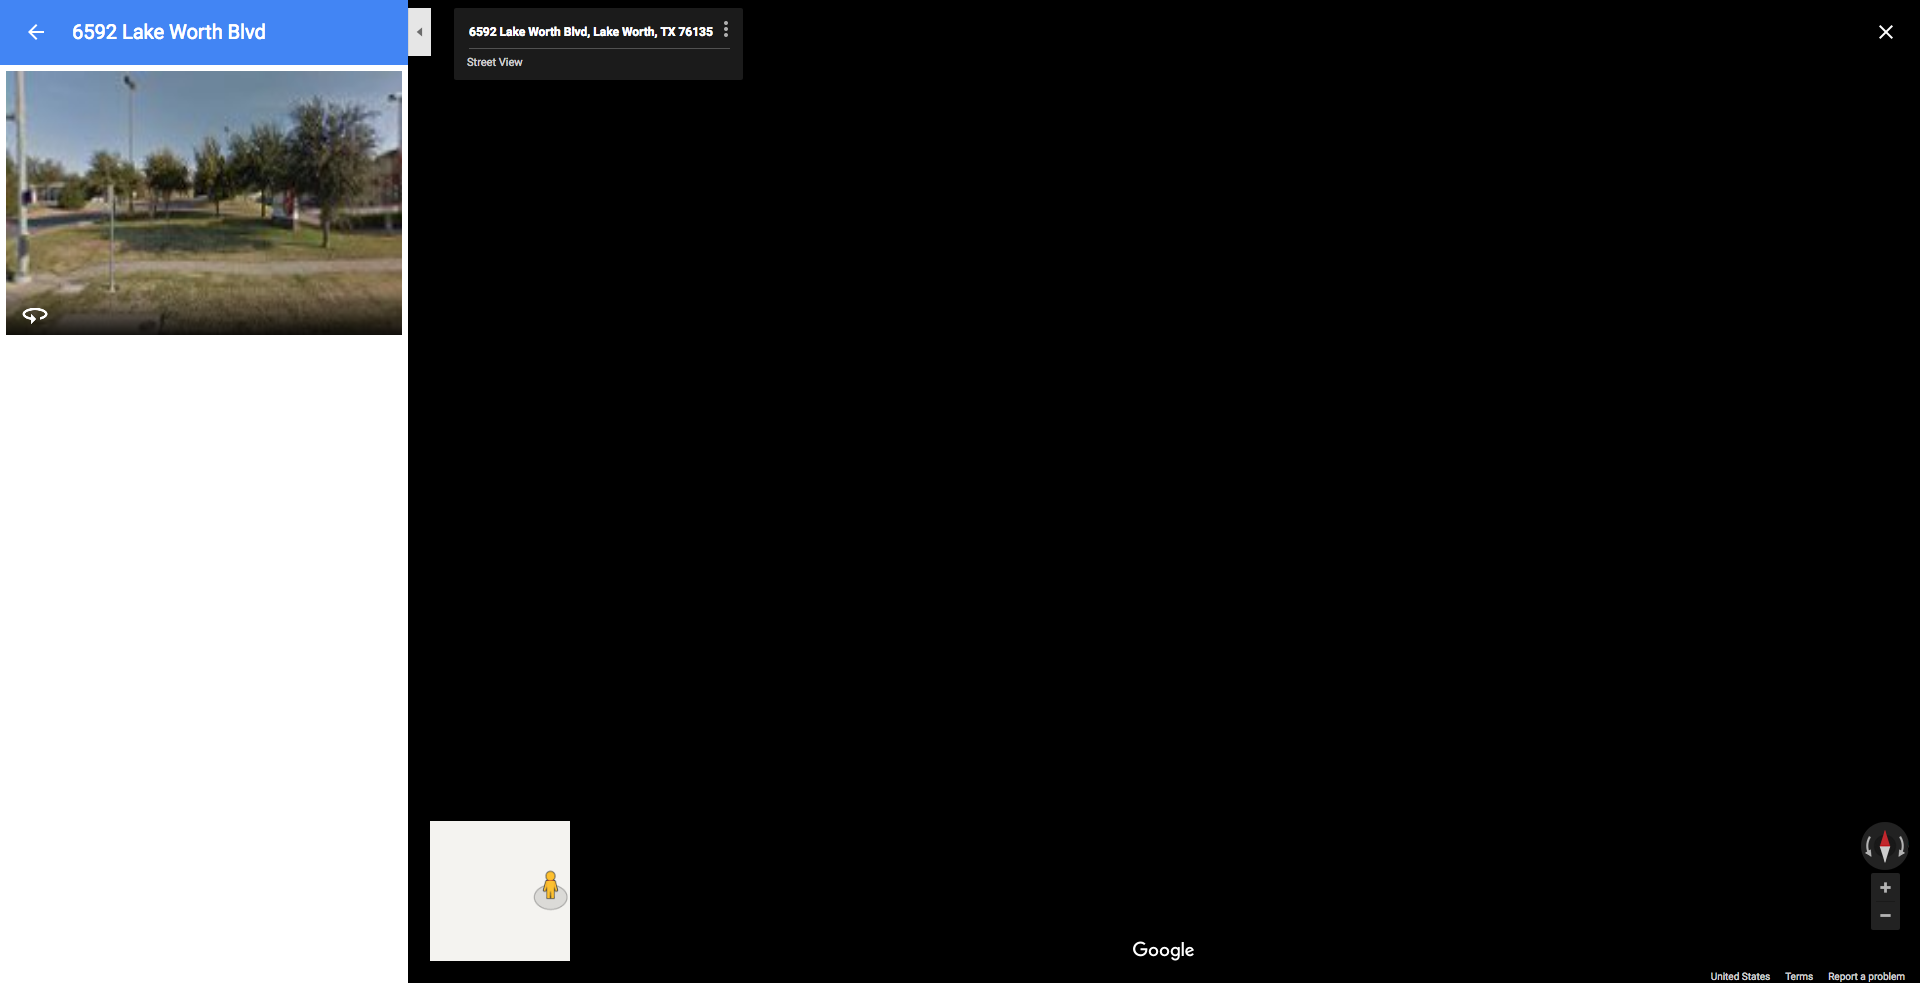 6592 Lake Worth Blvd
6592 Lake Worth Blvd, Lake Worth, TX 76135
Street View
Google
United States Terms Report a problem